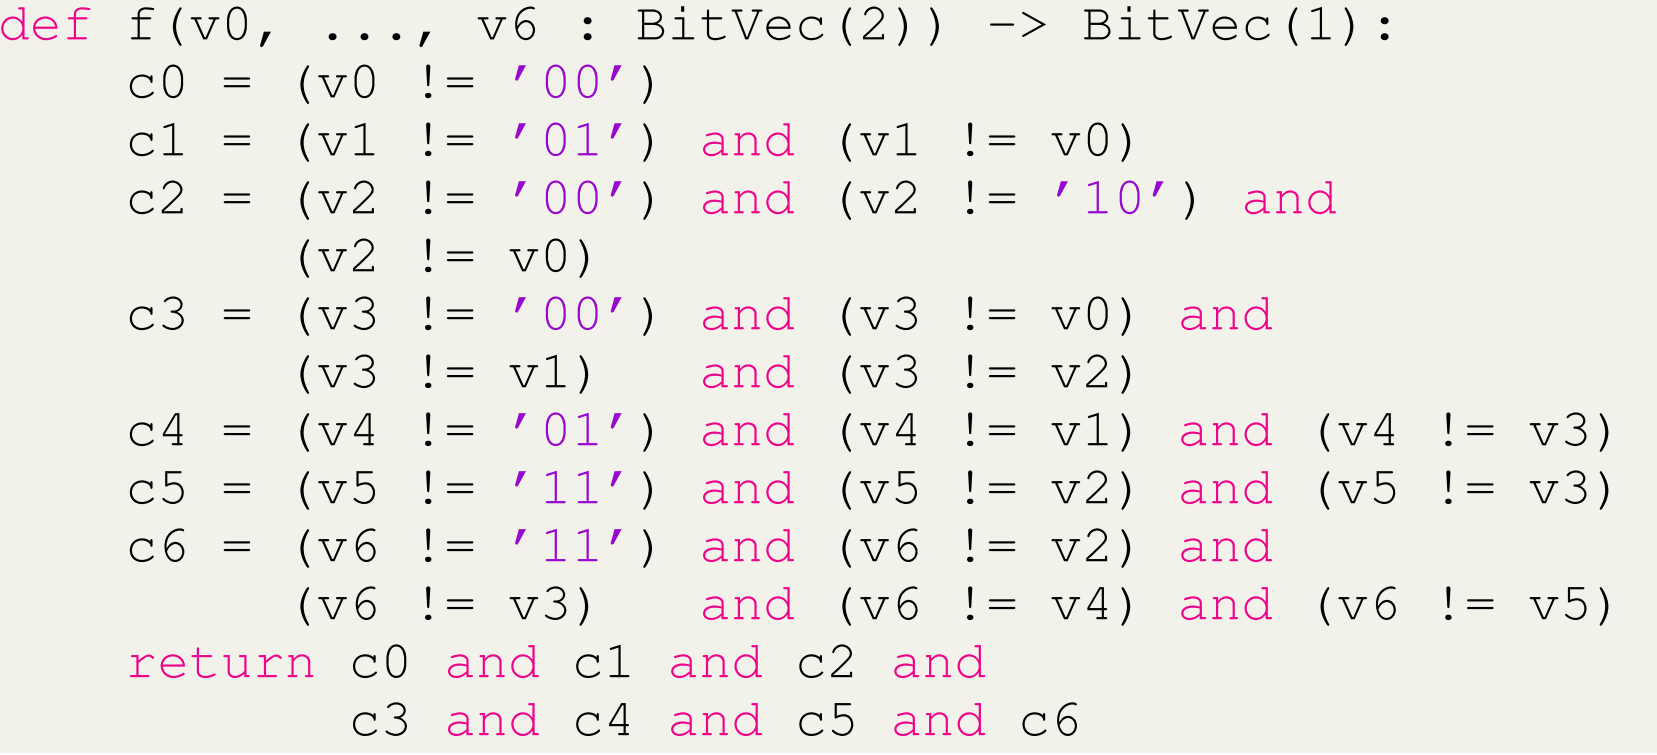 def f(v0, ..., v6 : BitVec(2)) -> BitVec(1):
    c0 = (v0 != '00')
    c1 = (v1 != '01') and (v1 != v0)
    c2 = (v2 != '00') and (v2 != '10') and
         (v2 != v0)
    c3 = (v3 != '00') and (v3 != v0) and
         (v3 != v1)   and (v3 != v2)
    c4 = (v4 != '01') and (v4 != v1) and (v4 != v3)
    c5 = (v5 != '11') and (v5 != v2) and (v5 != v3)
    c6 = (v6 != '11') and (v6 != v2) and
         (v6 != v3)   and (v6 != v4) and (v6 != v5)
    return c0 and c1 and c2 and
           c3 and c4 and c5 and c6